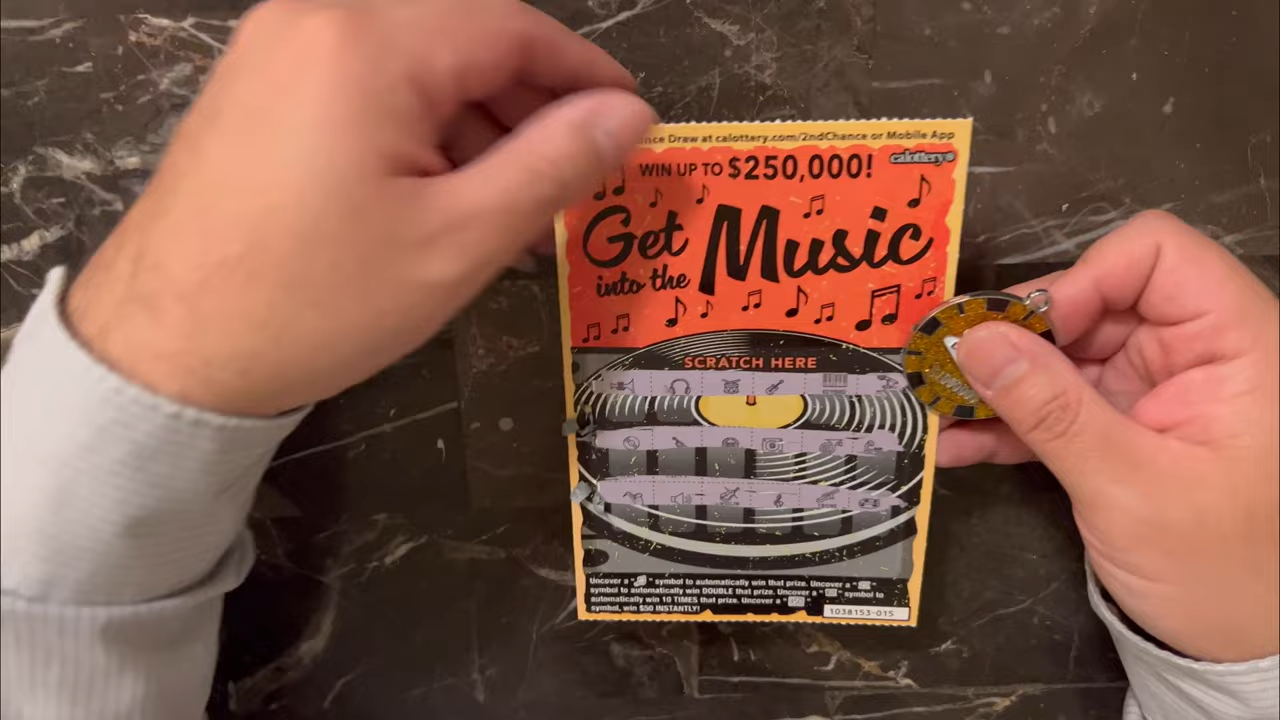 nce Draw at calottery.com/2ndChance or Mobile App
WIN UP TO $250,000!
calottery
Get
into the
Music
SCRATCH HERE
Uncover a " " symbol to automatically win that prize. Uncover a " "
symbol to automatically win DOUBLE that prize. Uncover a " " symbol to
automatically win 10 TIMES that prize. Uncover a " "
symbol, win $50 INSTANTLY!
1038153-015